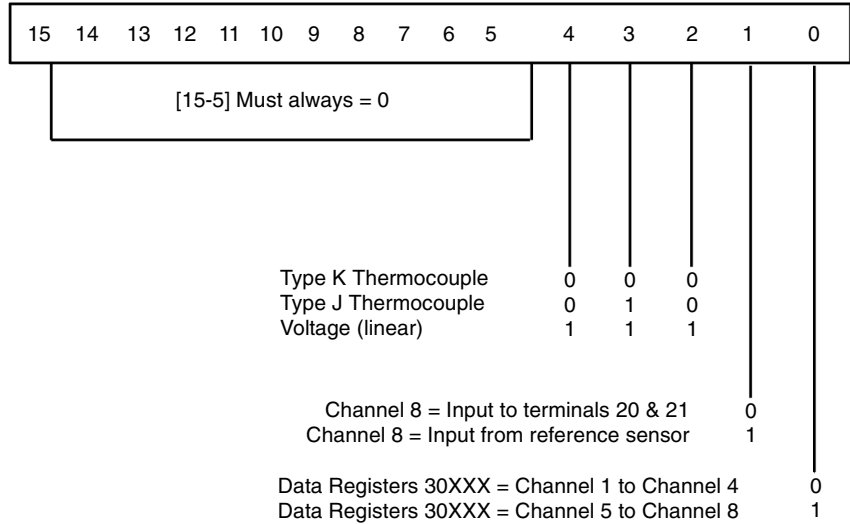 15 14 13 12 11 10 9 8 7 6 5 4 3 2 1 0
[15-5] Must always = 0
Type K Thermocouple 0 0 0
Type J Thermocouple 0 1 0
Voltage (linear) 1 1 1
Channel 8 = Input to terminals 20 & 21 0
Channel 8 = Input from reference sensor 1
Data Registers 30XXX = Channel 1 to Channel 4 0
Data Registers 30XXX = Channel 5 to Channel 8 1